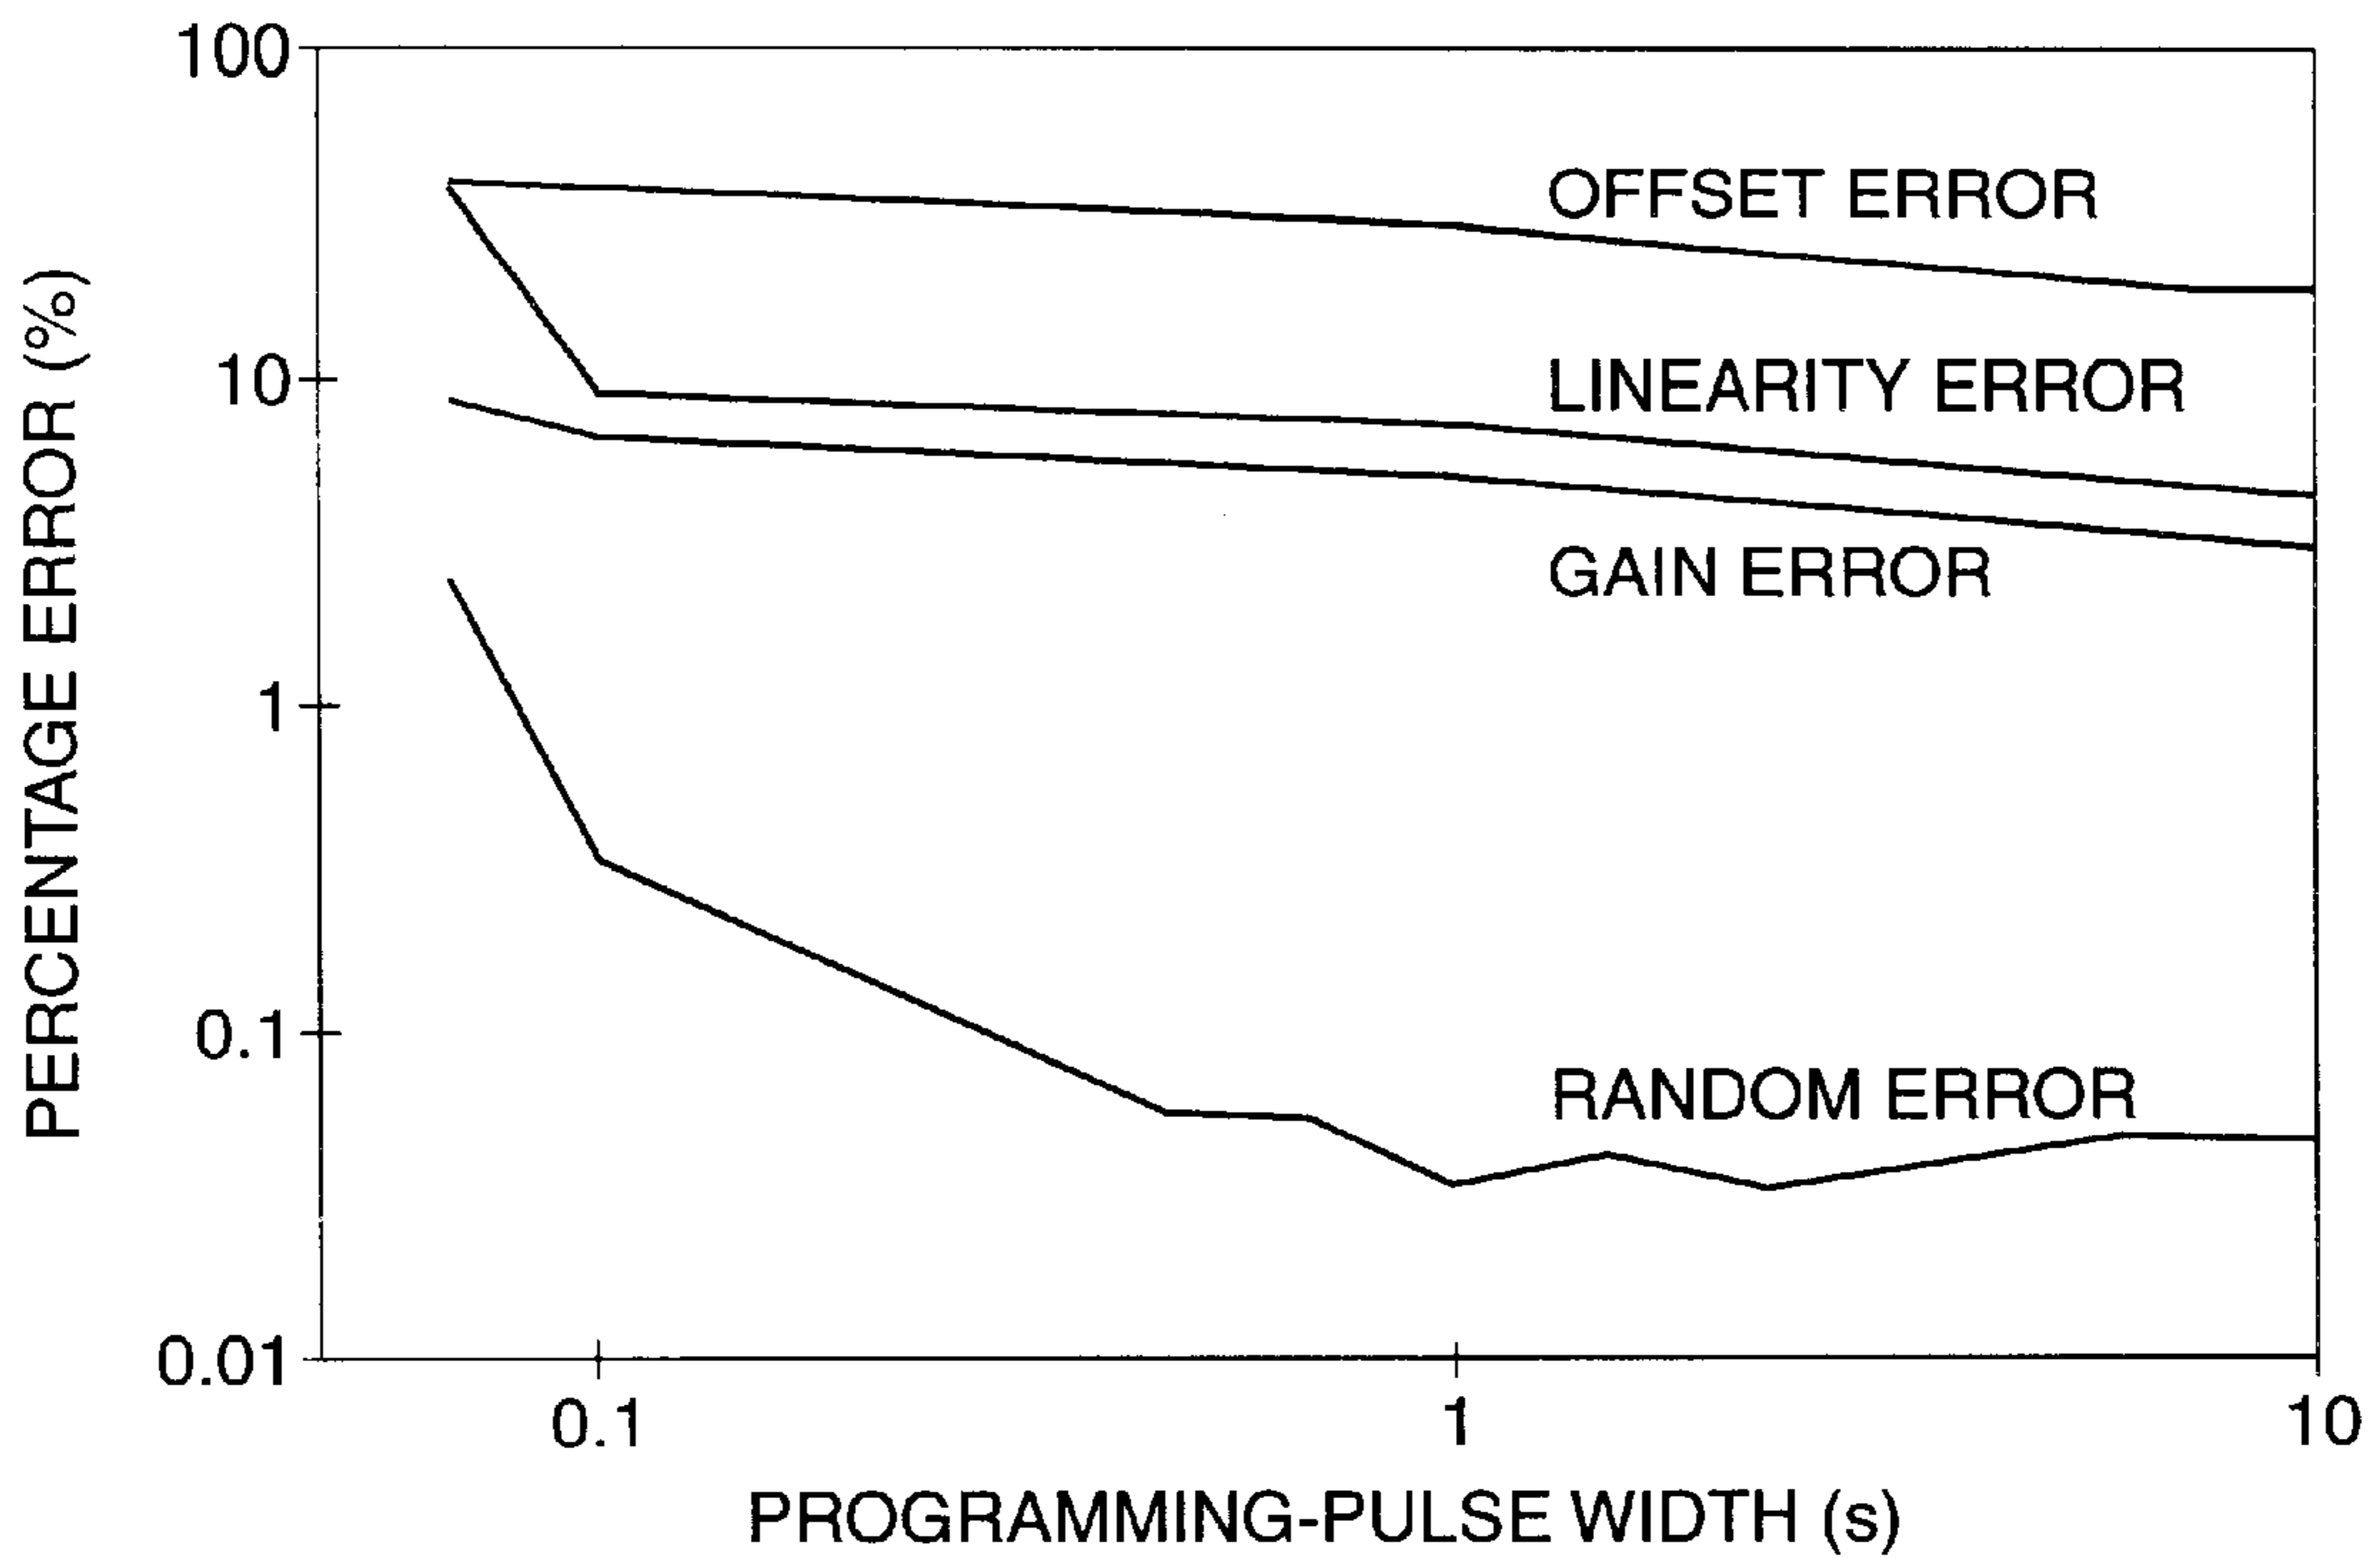 100
OFFSET ERROR
10
LINEARITY ERROR
GAIN ERROR
1
0.1
RANDOM ERROR
0.01
PERCENTAGE ERROR (%)
0.1
1
10
PROGRAMMING-PULSE WIDTH (s)